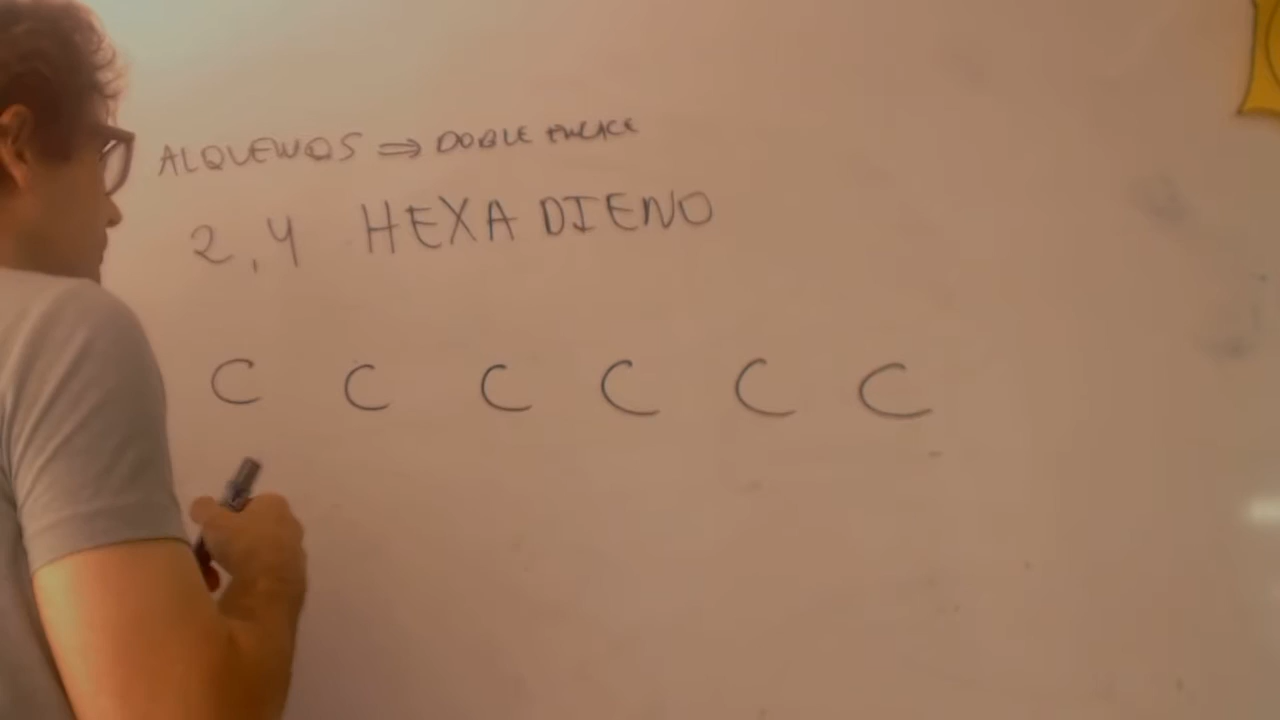 ALQUENOS ⇒ DOBLE ENLACE
2,4 HEXADIENO
C C C C C C